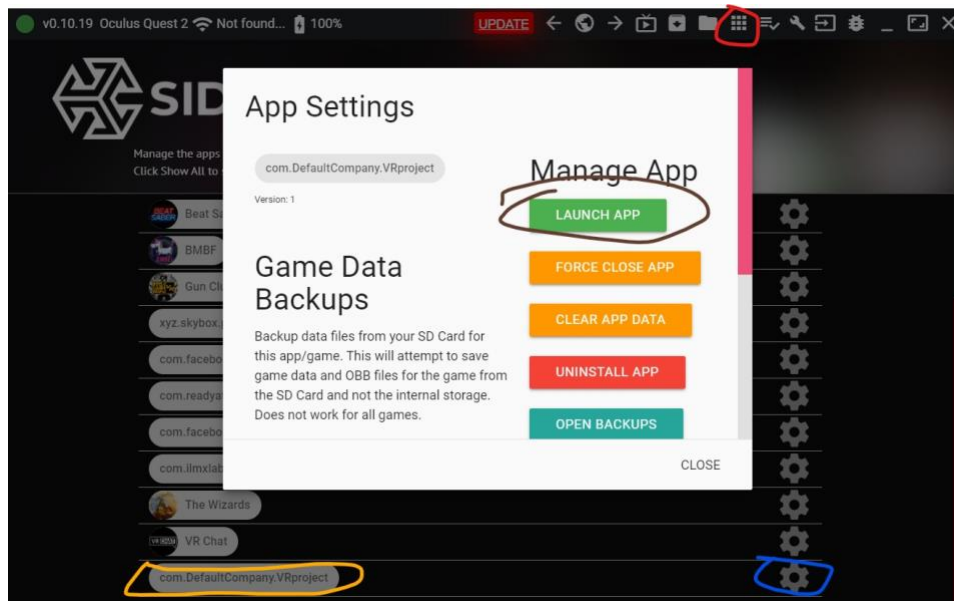 v0.10.19 Oculus Quest 2 Not found... 100%
UPDATE
SID
Manage the apps
Click Show All to
App Settings
com.DefaultCompany.VRproject
Version: 1
Manage App
LAUNCH APP
FORCE CLOSE APP
CLEAR APP DATA
UNINSTALL APP
OPEN BACKUPS
Game Data
Backups
Backup data files from your SD Card for
this app/game. This will attempt to save
game data and OBB files for the game from
the SD Card and not the internal storage.
Does not work for all games.
CLOSE
BEAT SABER Beat Sa
BMBF
Gun Clu
xyz.skybox.
com.facebo
com.readya
com.facebo
com.ilmxlab
The Wizards
VR CHAT VR Chat
com.DefaultCompany.VRproject